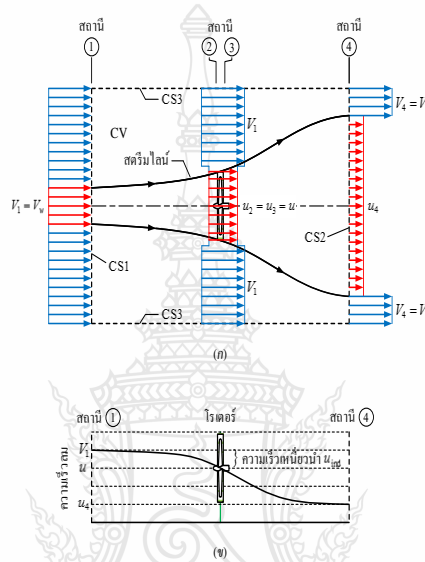 สถานี สถานี สถานี
1 2 3 4
CS3
V₄ = V
CV
V₁
สตรีมไลน์
V₁ = V_w
u₂ = u₃ = u
u₄
CS2
CS1
V₁
V₄ = V
CS3
(ก)
สถานี 1 โรเตอร์ สถานี 4
V₁
ความเร็วเหนี่ยวนำ u_ind
u
ความเร็วลม
u₄
(ข)